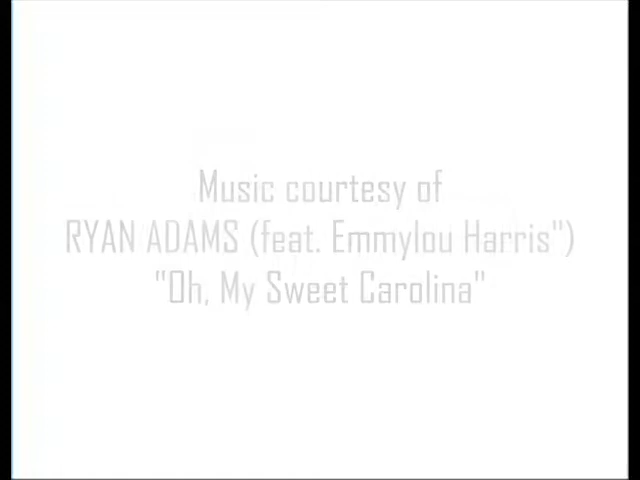 Music courtesy of
RYAN ADAMS (feat. Emmylou Harris")
"Oh, My Sweet Carolina"